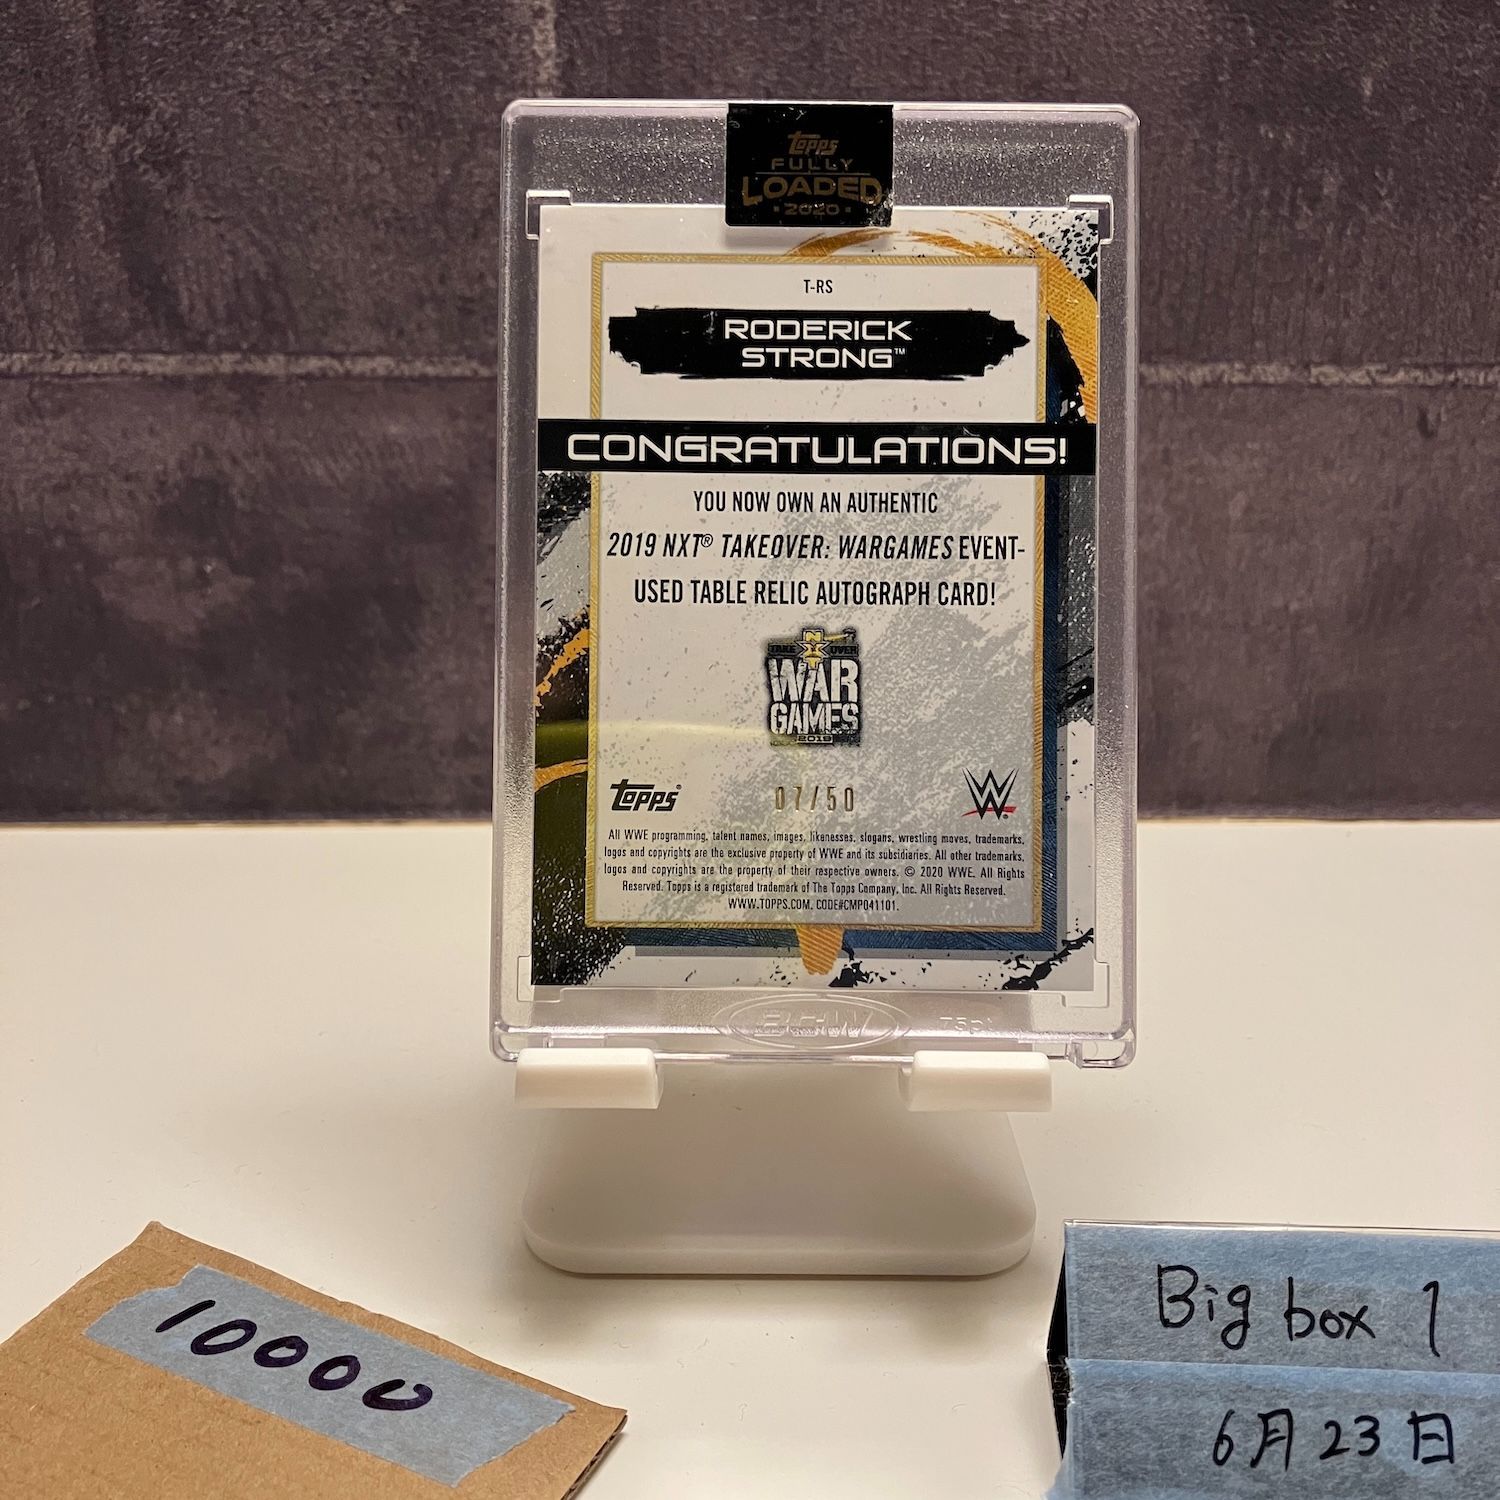 Topps
FULLY
LOADED
• 2020 •
T-RS
RODERICK
STRONG™
CONGRATULATIONS!
YOU NOW OWN AN AUTHENTIC
2019 NXT® TAKEOVER: WARGAMES EVENT-
USED TABLE RELIC AUTOGRAPH CARD!
NXT
TAKE OVER
WAR
GAMES
2019
Topps®
07/50
W
All WWE programming, talent names, images, likenesses, slogans, wrestling moves, trademarks,
logos and copyrights are the exclusive property of WWE and its subsidiaries. All other trademarks,
logos and copyrights are the property of their respective owners. © 2020 WWE. All Rights
Reserved. Topps is a registered trademark of The Topps Company, Inc. All Rights Reserved.
WWW.TOPPS.COM. CODE#CMP041101.
BCW
75pt
10000
Big box 1
6月23日